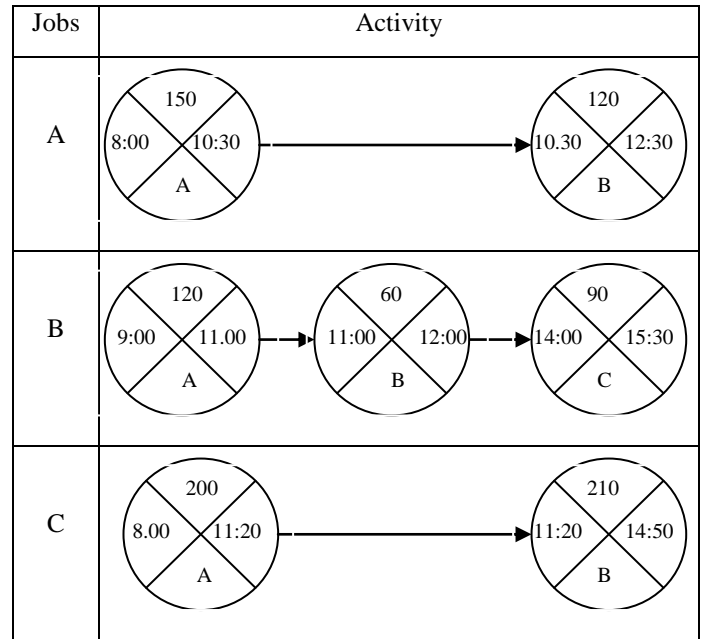 Jobs Activity
A
150
8:00 10:30
A
120
10.30 12:30
B
B
120
9:00 11.00
A
60
11:00 12:00
B
90
14:00 15:30
C
C
200
8.00 11:20
A
210
11:20 14:50
B